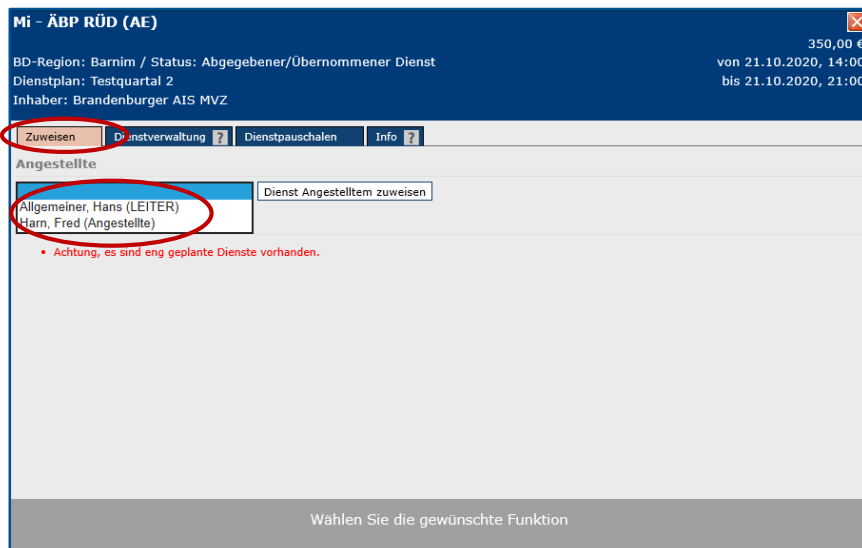 Mi - ÄBP RÜD (AE)
350,00 €
BD-Region: Barnim / Status: Abgegebener/Übernommener Dienst
von 21.10.2020, 14:00
Dienstplan: Testquartal 2
bis 21.10.2020, 21:00
Inhaber: Brandenburger AIS MVZ
Zuweisen
Dienstverwaltung ?
Dienstpauschalen
Info ?
Angestellte
Dienst Angestelltem zuweisen
Allgemeiner, Hans (LEITER)
Harn, Fred (Angestellte)
• Achtung, es sind eng geplante Dienste vorhanden.
Wählen Sie die gewünschte Funktion